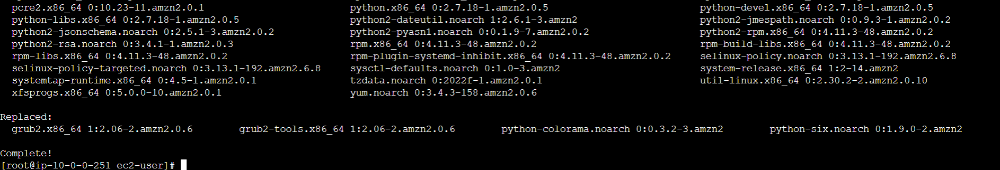 pcre2.x86_64 0:10.23-11.amzn2.0.1 python.x86_64 0:2.7.18-1.amzn2.0.5 python-devel.x86_64 0:2.7.18-1.amzn2.0.5
python-libs.x86_64 0:2.7.18-1.amzn2.0.5 python2-dateutil.noarch 1:2.6.1-3.amzn2 python2-jmespath.noarch 0:0.9.3-1.amzn2.0.2
python2-jsonschema.noarch 0:2.5.1-3.amzn2.0.2 python2-pyasn1.noarch 0:0.1.9-7.amzn2.0.2 python2-rpm.x86_64 0:4.11.3-48.amzn2.0.2
python2-rsa.noarch 0:3.4.1-1.amzn2.0.3 rpm.x86_64 0:4.11.3-48.amzn2.0.2 rpm-build-libs.x86_64 0:4.11.3-48.amzn2.0.2
rpm-libs.x86_64 0:4.11.3-48.amzn2.0.2 rpm-plugin-systemd-inhibit.x86_64 0:4.11.3-48.amzn2.0.2 selinux-policy.noarch 0:3.13.1-192.amzn2.6.8
selinux-policy-targeted.noarch 0:3.13.1-192.amzn2.6.8 sysctl-defaults.noarch 0:1.0-3.amzn2 system-release.x86_64 1:2-14.amzn2
systemtap-runtime.x86_64 0:4.5-1.amzn2.0.1 tzdata.noarch 0:2022f-1.amzn2.0.1 util-linux.x86_64 0:2.30.2-2.amzn2.0.10
xfsprogs.x86_64 0:5.0.0-10.amzn2.0.1 yum.noarch 0:3.4.3-158.amzn2.0.6
Replaced:
grub2.x86_64 1:2.06-2.amzn2.0.6 grub2-tools.x86_64 1:2.06-2.amzn2.0.6 python-colorama.noarch 0:0.3.2-3.amzn2 python-six.noarch 0:1.9.0-2.amzn2
Complete!
[root@ip-10-0-0-251 ec2-user]#